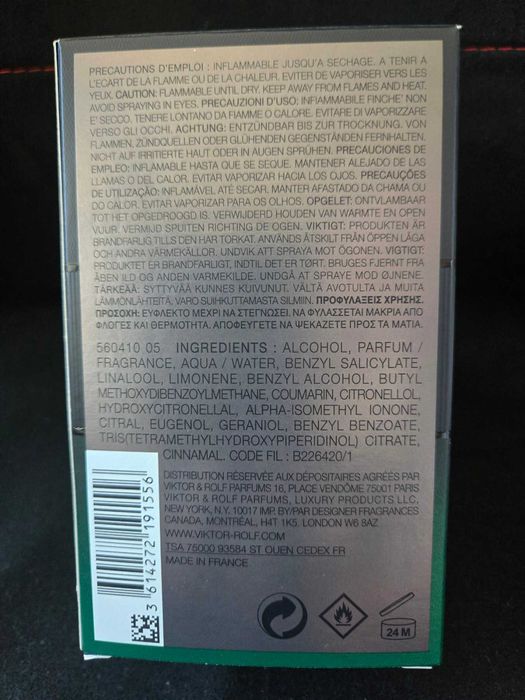 PRECAUTIONS D'EMPLOI : INFLAMMABLE JUSQU'A SECHAGE. A TENIR A
L'ECART DE LA FLAMME OU DE LA CHALEUR. EVITER DE VAPORISER VERS LES
YEUX. CAUTION: FLAMMABLE UNTIL DRY. KEEP AWAY FROM FLAMES AND HEAT.
AVOID SPRAYING IN EYES. PRECAUZIONI D'USO: INFIAMMABILE FINCHE' NON
E' SECCO. TENERE LONTANO DA FIAMME O CALORE. EVITARE DI VAPORIZZARE
VERSO GLI OCCHI. ACHTUNG: ENTZÜNDBAR BIS ZUR TROCKNUNG. VON
FLAMMEN, ZÜNDQUELLEN ODER GLÜHENDEN GEGENSTÄNDEN FERNHALTEN.
NICHT AUF IRRITIERTE HAUT ODER IN AUGEN SPRÜHEN. PRECAUCIONES DE
EMPLEO: INFLAMABLE HASTA QUE SE SEQUE. MANTENER ALEJADO DE LAS
LLAMAS O DEL CALOR. EVITAR VAPORIZAR HACIA LOS OJOS. PRECAUÇÕES
DE UTILIZAÇÃO: INFLAMÁVEL ATÉ SECAR. MANTER AFASTADO DA CHAMA OU
DO CALOR. EVITAR VAPORIZAR PARA OS OLHOS. OPGELET: ONTVLAMBAAR
TOT HET OPGEDROOGD IS. VERWIJDERD HOUDEN VAN WARMTE EN OPEN
VUUR. VERMIJD SPUITEN RICHTING DE OGEN. VIKTIGT: PRODUKTEN ÄR
BRANDFARLIG TILLS DEN HAR TORKAT. ANVÄNDS ÅTSKILT FRÅN ÖPPEN LÅGA
OCH ANDRA VÄRMEKÄLLOR. UNDVIK ATT SPRAYA MOT ÖGONEN. VIGTIGT:
PRODUKTET ER BRANDFARLIGT, INDTIL DET ER TØRT. BRUGES FJERNT FRA
ÅBEN ILD OG ANDEN VARMEKILDE. UNDGÅ AT SPRAYE MOD ØJNENE.
TÄRKEÄÄ: SYTTYVÄÄ KUNNES KUIVUNUT. VÄLTÄ AVOTULTA JA MUITA
LÄMMÖNLÄHTEITÄ. VARO SUIHKUTTAMASTA SILMIIN. ΠΡΟΦΥΛΑΞΕΙΣ ΧΡΗΣΗΣ.
ΠΡΟΣΟΧΗ: ΕΥΦΛΕΚΤΟ ΜΕΧΡΙ ΝΑ ΣΤΕΓΝΩΣΕΙ. ΝΑ ΦΥΛΑΣΣΕΤΑΙ ΜΑΚΡΙΑ ΑΠΟ
ΦΛΟΓΕΣ ΚΑΙ ΘΕΡΜΟΤΗΤΑ. ΑΠΟΦΕΥΓΕΤΕ ΝΑ ΨΕΚΑΖΕΤΕ ΠΡΟΣ ΤΑ ΜΑΤΙΑ.
560410 05 INGREDIENTS : ALCOHOL, PARFUM /
FRAGRANCE, AQUA / WATER, BENZYL SALICYLATE,
LINALOOL, LIMONENE, BENZYL ALCOHOL, BUTYL
METHOXYDIBENZOYLMETHANE, COUMARIN, CITRONELLOL,
HYDROXYCITRONELLAL, ALPHA-ISOMETHYL IONONE,
CITRAL, EUGENOL, GERANIOL, BENZYL BENZOATE,
TRIS(TETRAMETHYLHYDROXYPIPERIDINOL) CITRATE,
CINNAMAL. CODE FIL : B226420/1
DISTRIBUTION RÉSERVÉE AUX DÉPOSITAIRES AGRÉÉS PAR
VIKTOR & ROLF PARFUMS 16, PLACE VENDÔME 75001 PARIS
VIKTOR & ROLF PARFUMS, LUXURY PRODUCTS LLC,
NEW YORK, N.Y. 10017 IMP. BY/PAR DESIGNER FRAGRANCES
CANADA, MONTRÉAL, H4T 1K5. LONDON W6 8AZ
WWW.VIKTOR-ROLF.COM
TSA 75000 93584 ST OUEN CEDEX FR
MADE IN FRANCE
3 614272 191556
24 M